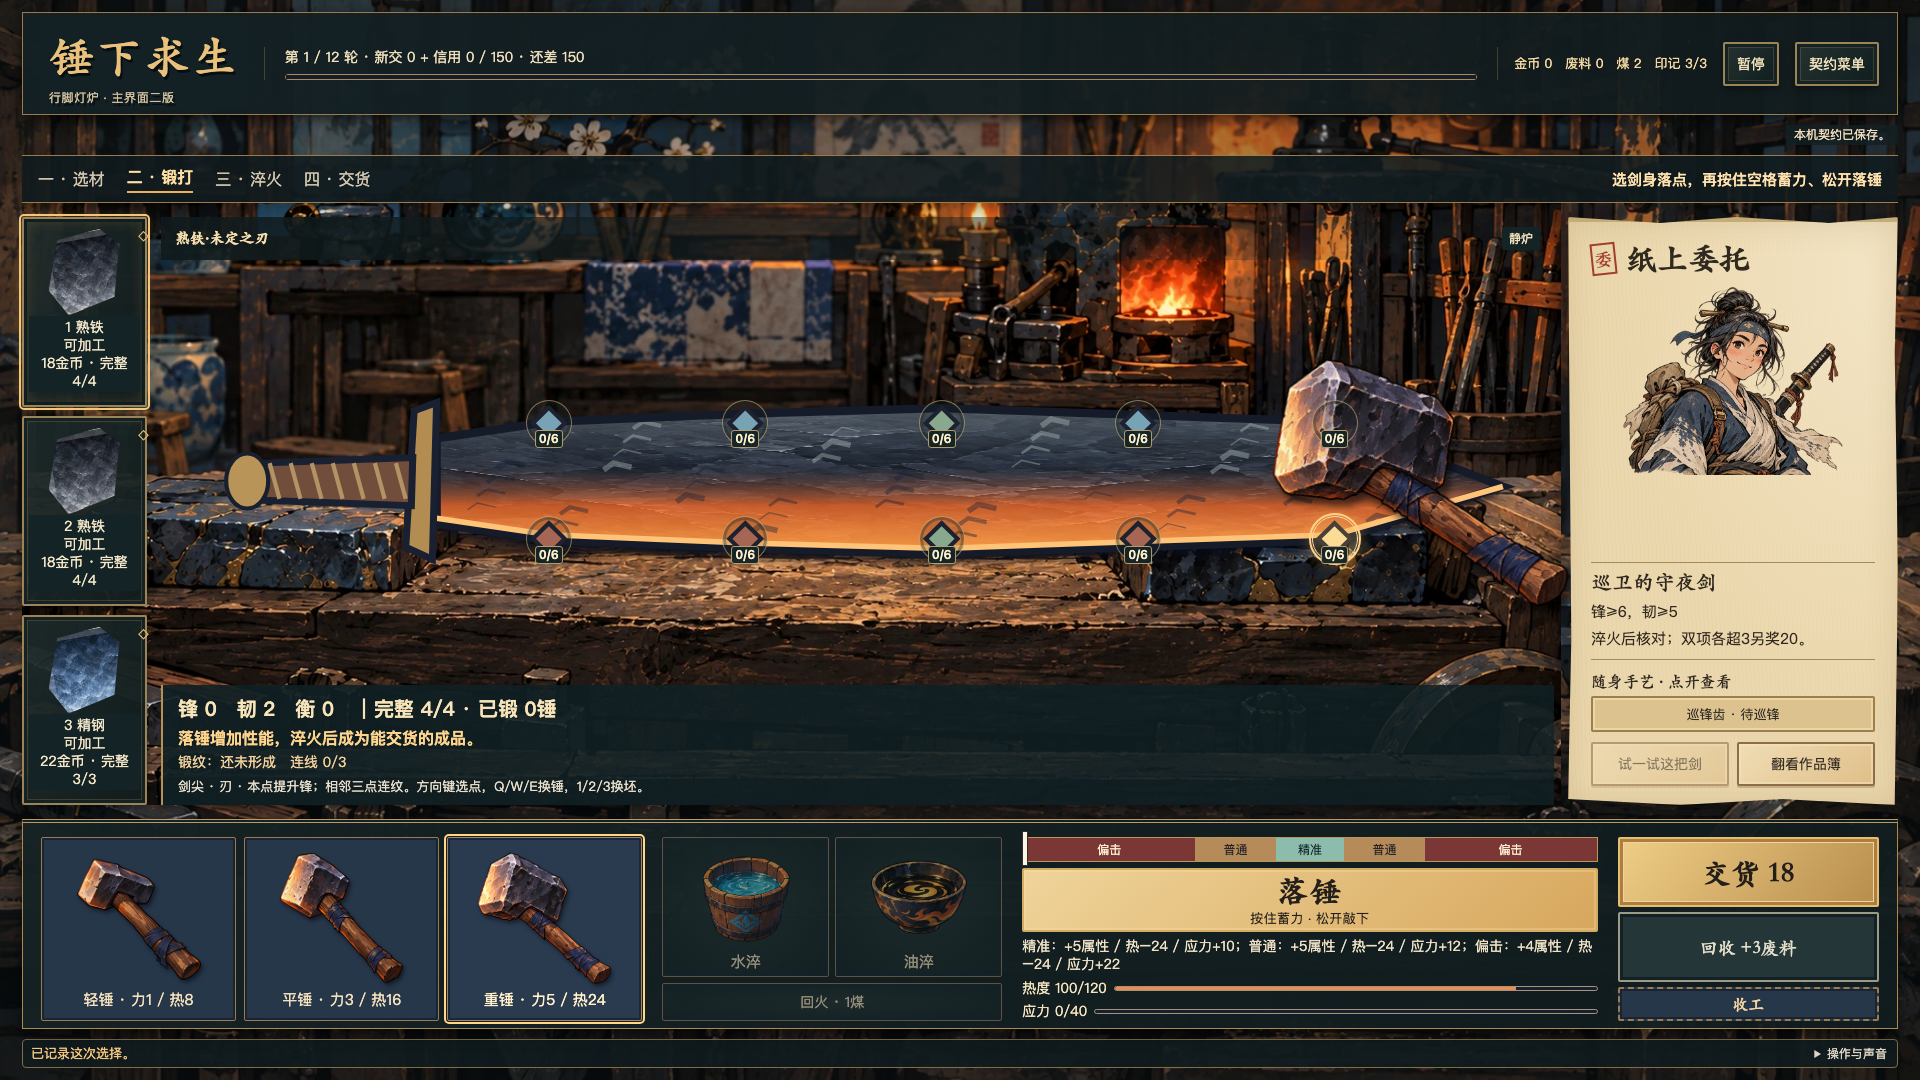 锤下求生
行脚灯炉 · 主界面二版
第 1 / 12 轮 · 新交 0 + 信用 0 / 150 · 还差 150
金币 0 废料 0 煤 2 印记 3/3
暂停
契约菜单
本机契约已保存。
一 · 选材 二 · 锻打 三 · 淬火 四 · 交货
选剑身落点，再按住空格蓄力、松开落锤
1 熟铁
可加工
18金币 · 完整
4/4
2 熟铁
可加工
18金币 · 完整
4/4
3 精钢
可加工
22金币 · 完整
3/3
熟铁·未定之刃
静炉
0/6 0/6 0/6 0/6 0/6
0/6 0/6 0/6 0/6 0/6
锋 0 韧 2 衡 0 ｜完整 4/4 · 已锻 0锤
落锤增加性能，淬火后成为能交货的成品。
锻纹：还未形成 连线 0/3
剑尖 · 刃 · 本点提升锋；相邻三点连纹。方向键选点，Q/W/E换锤，1/2/3换坯。
委
纸上委托
巡卫的守夜剑
锋≥6，韧≥5
淬火后核对；双项各超3另奖20。
随身手艺 · 点开查看
巡锋齿 · 待巡锋
试一试这把剑
翻看作品簿
轻锤 · 力1 / 热8
平锤 · 力3 / 热16
重锤 · 力5 / 热24
水淬
油淬
回火 · 1煤
偏击 普通 精准 普通 偏击
落锤
按住蓄力 · 松开敲下
精准：+5属性 / 热−24 / 应力+10；普通：+5属性 / 热−24 / 应力+12；偏击：+4属性 / 热
−24 / 应力+22
热度 100/120
应力 0/40
交货 18
回收 +3废料
收工
已记录这次选择。
▶ 操作与声音